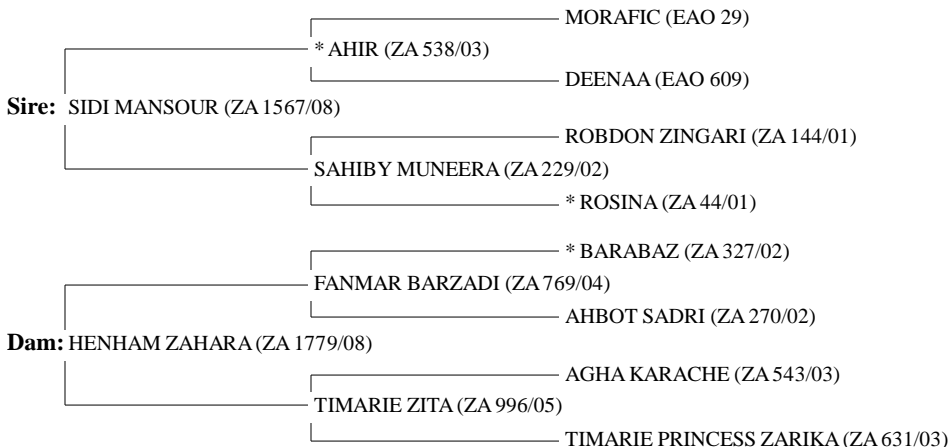 MORAFIC (EAO 29)
* AHIR (ZA 538/03)
DEENAA (EAO 609)
Sire: SIDI MANSOUR (ZA 1567/08)
ROBDON ZINGARI (ZA 144/01)
SAHIBY MUNEERA (ZA 229/02)
* ROSINA (ZA 44/01)
* BARABAZ (ZA 327/02)
FANMAR BARZADI (ZA 769/04)
AHBOT SADRI (ZA 270/02)
Dam: HENHAM ZAHARA (ZA 1779/08)
AGHA KARACHE (ZA 543/03)
TIMARIE ZITA (ZA 996/05)
TIMARIE PRINCESS ZARIKA (ZA 631/03)